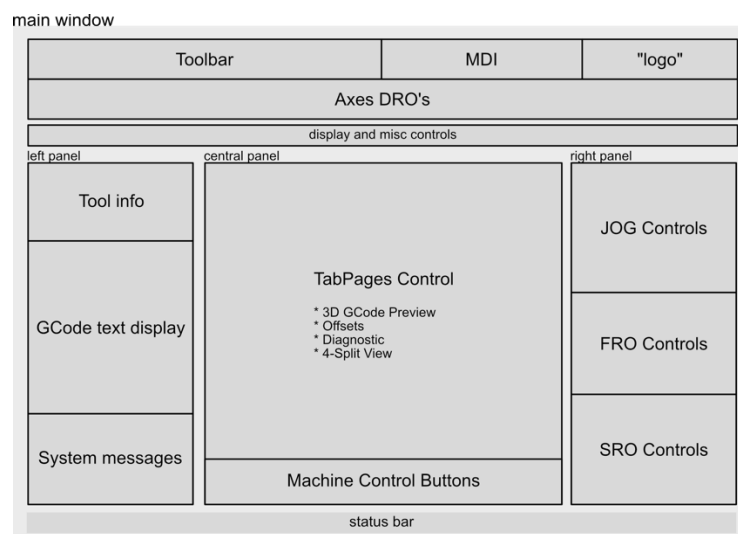 main window
Toolbar
MDI
"logo"
Axes DRO's
display and misc controls
left panel
Tool info
GCode text display
System messages
central panel
TabPages Control
* 3D GCode Preview
* Offsets
* Diagnostic
* 4-Split View
Machine Control Buttons
right panel
JOG Controls
FRO Controls
SRO Controls
status bar